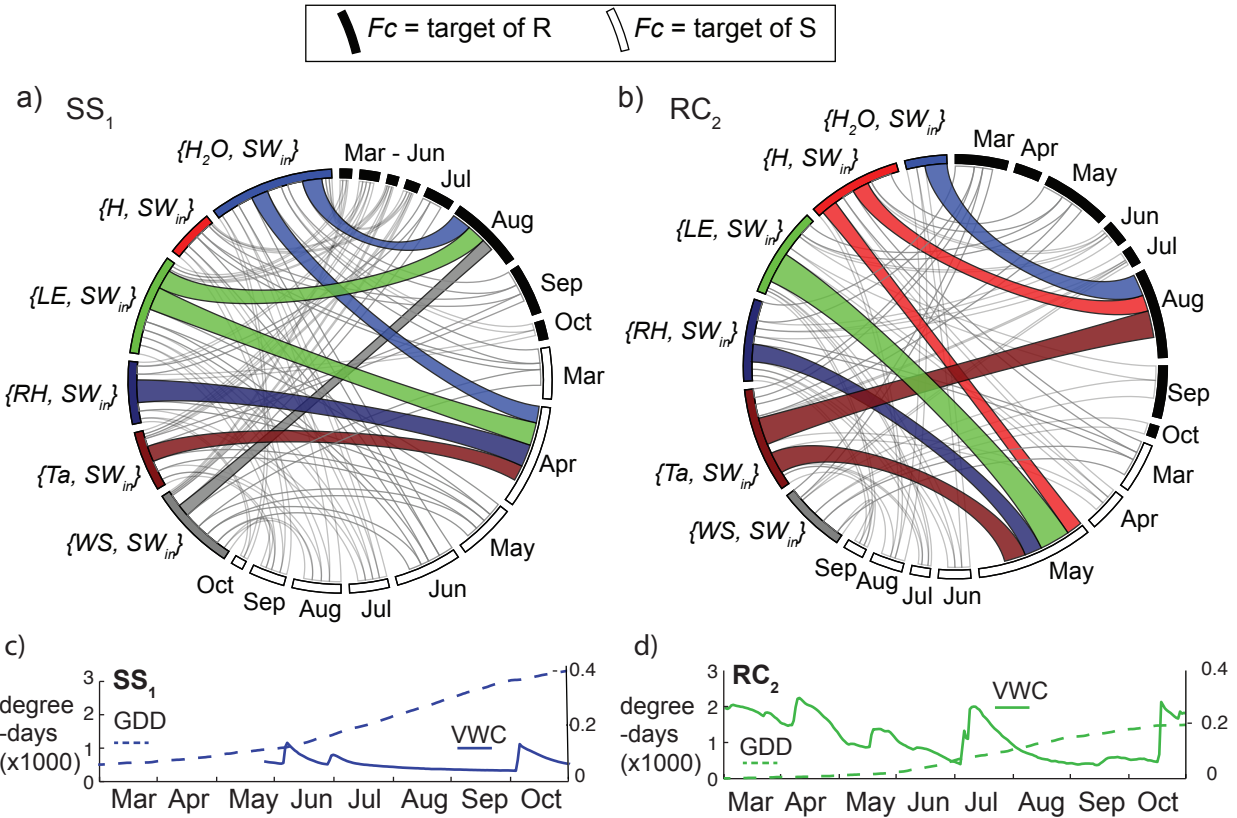 Fc = target of R Fc = target of S
a) SS₁
{H₂O, SWᵢₙ}
Mar - Jun
Jul
Aug
Sep
Oct
Mar
Apr
May
Jun
Jul
Aug
Sep
Oct
{WS, SWᵢₙ}
{Ta, SWᵢₙ}
{RH, SWᵢₙ}
{LE, SWᵢₙ}
{H, SWᵢₙ}
b) RC₂
{H₂O, SWᵢₙ}
Mar
Apr
May
Jun
Jul
Aug
Sep
Oct
Mar
Apr
May
Jun
Jul
Aug
Sep
{WS, SWᵢₙ}
{Ta, SWᵢₙ}
{RH, SWᵢₙ}
{LE, SWᵢₙ}
{H, SWᵢₙ}
c)
SS₁
degree
-days
(x1000)
3
2
1
0
GDD
VWC
0.4
0.2
0
Mar Apr May Jun Jul Aug Sep Oct
d)
RC₂
degree
-days
(x1000)
3
2
1
0
GDD
VWC
0.4
0.2
0
Mar Apr May Jun Jul Aug Sep Oct